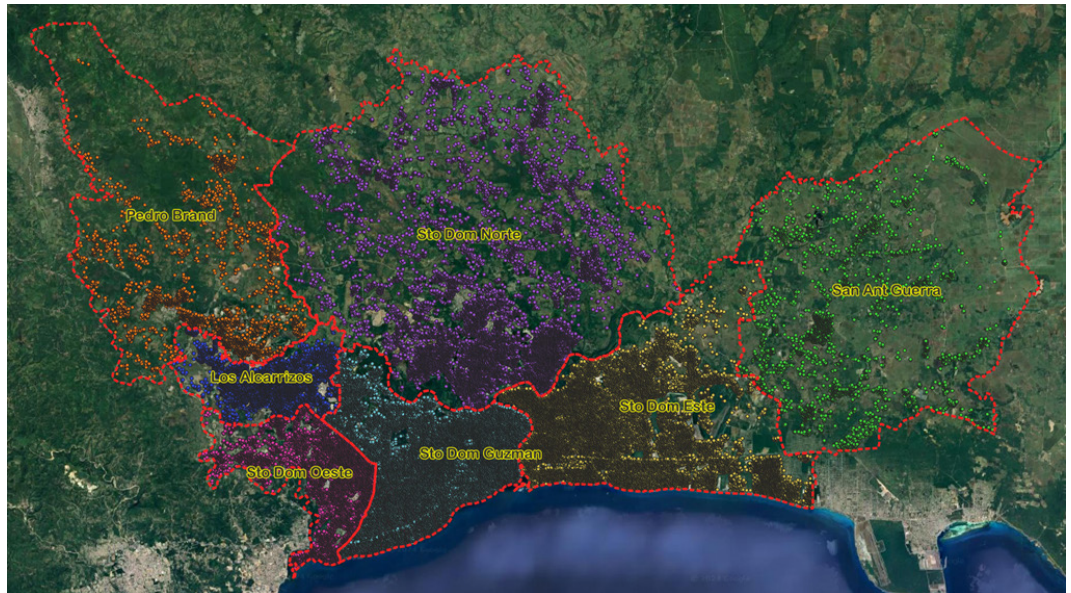 Pedro Brand
Sto Dom Norte
San Ant Guerra
Los Alcarrizos
Sto Dom Este
Sto Dom Guzman
Sto Dom Oeste